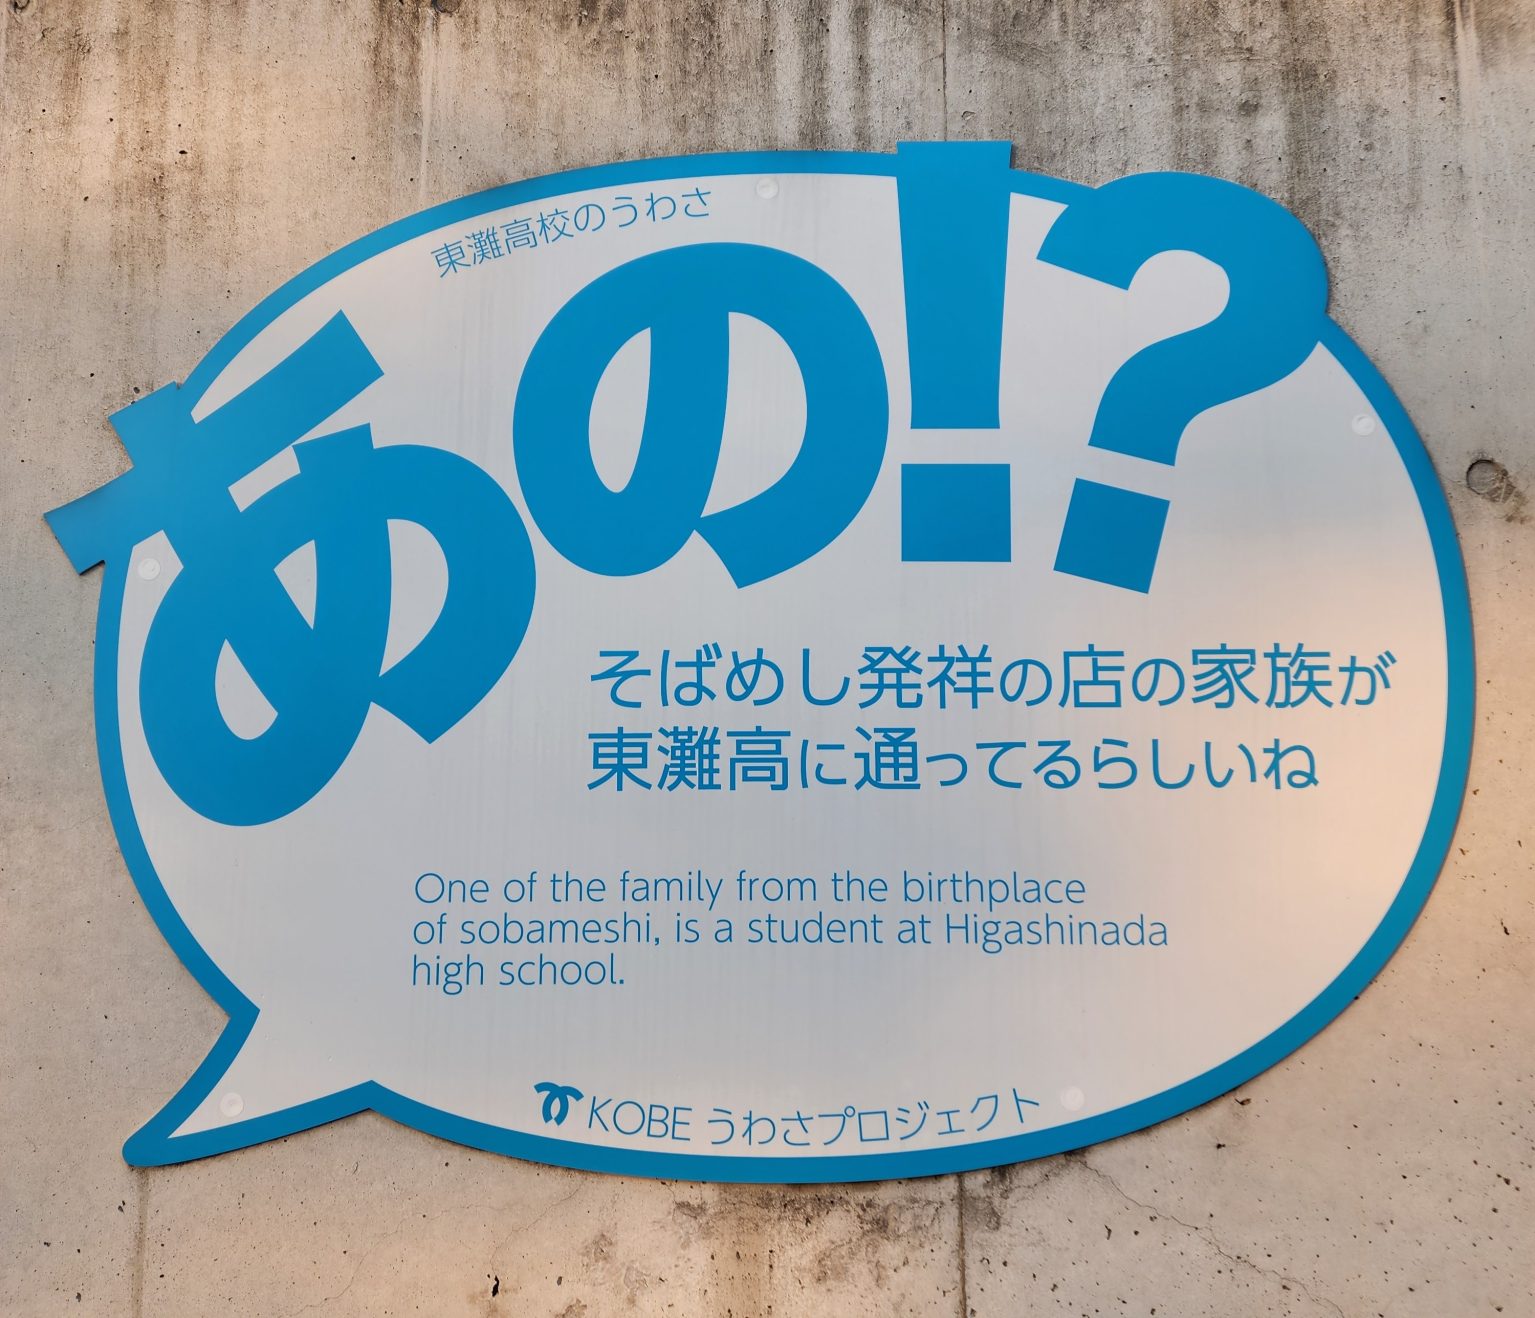 東灘高校のうわさ
あの!?
そばめし発祥の店の家族が
東灘高に通ってるらしいね
One of the family from the birthplace
of sobameshi, is a student at Higashinada
high school.
KOBE うわさプロジェクト